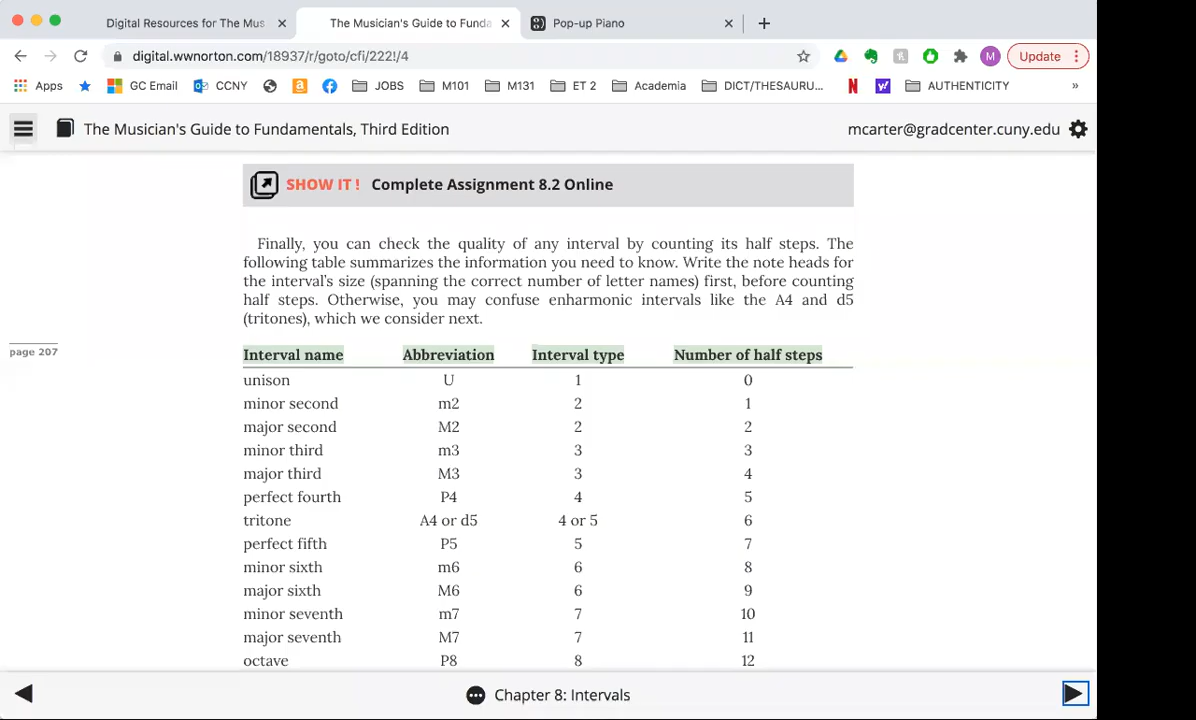 Digital Resources for The Mus
The Musician's Guide to Funda
Pop-up Piano
digital.wwnorton.com/18937/r/goto/cfi/222!/4
M
Update
Apps
GC Email
CCNY
JOBS
M101
M131
ET 2
Academia
DICT/THESAURU...
AUTHENTICITY
»
The Musician's Guide to Fundamentals, Third Edition
mcarter@gradcenter.cuny.edu
SHOW IT! Complete Assignment 8.2 Online
Finally, you can check the quality of any interval by counting its half steps. The
following table summarizes the information you need to know. Write the note heads for
the interval's size (spanning the correct number of letter names) first, before counting
half steps. Otherwise, you may confuse enharmonic intervals like the A4 and d5
(tritones), which we consider next.
page 207
Interval name Abbreviation Interval type Number of half steps
unison U 1 0
minor second m2 2 1
major second M2 2 2
minor third m3 3 3
major third M3 3 4
perfect fourth P4 4 5
tritone A4 or d5 4 or 5 6
perfect fifth P5 5 7
minor sixth m6 6 8
major sixth M6 6 9
minor seventh m7 7 10
major seventh M7 7 11
octave P8 8 12
Chapter 8: Intervals